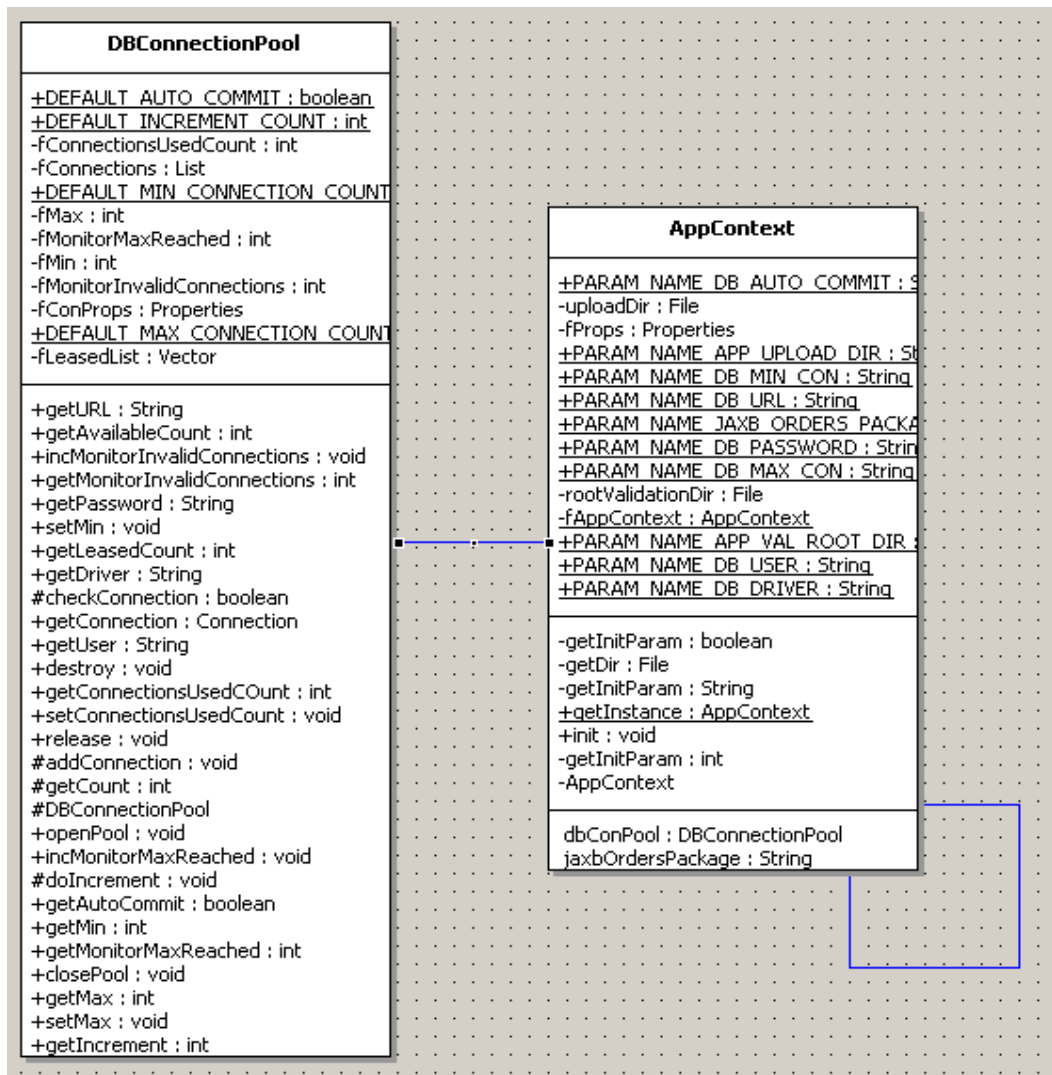 DBConnectionPool
+DEFAULT_AUTO_COMMIT : boolean
+DEFAULT_INCREMENT_COUNT : int
-fConnectionsUsedCount : int
-fConnections : List
+DEFAULT_MIN_CONNECTION_COUNT
-fMax : int
-fMonitorMaxReached : int
-fMin : int
-fMonitorInvalidConnections : int
-fConProps : Properties
+DEFAULT_MAX_CONNECTION_COUNT
-fLeasedList : Vector
+getURL : String
+getAvailableCount : int
+incMonitorInvalidConnections : void
+getMonitorInvalidConnections : int
+getPassword : String
+setMin : void
+getLeasedCount : int
+getDriver : String
#checkConnection : boolean
+getConnection : Connection
+getUser : String
+destroy : void
+getConnectionsUsedCOunt : int
+setConnectionsUsedCount : void
+release : void
#addConnection : void
#getCount : int
#DBConnectionPool
+openPool : void
+incMonitorMaxReached : void
#doIncrement : void
+getAutoCommit : boolean
+getMin : int
+getMonitorMaxReached : int
+closePool : void
+getMax : int
+setMax : void
+getIncrement : int
AppContext
+PARAM_NAME_DB_AUTO_COMMIT : S
-uploadDir : File
-fProps : Properties
+PARAM_NAME_APP_UPLOAD_DIR : St
+PARAM_NAME_DB_MIN_CON : String
+PARAM_NAME_DB_URL : String
+PARAM_NAME_JAXB_ORDERS_PACKA
+PARAM_NAME_DB_PASSWORD : Strin
+PARAM_NAME_DB_MAX_CON : String
-rootValidationDir : File
-fAppContext : AppContext
+PARAM_NAME_APP_VAL_ROOT_DIR :
+PARAM_NAME_DB_USER : String
+PARAM_NAME_DB_DRIVER : String
-getInitParam : boolean
-getDir : File
-getInitParam : String
+getInstance : AppContext
+init : void
-getInitParam : int
-AppContext
dbConPool : DBConnectionPool
jaxbOrdersPackage : String